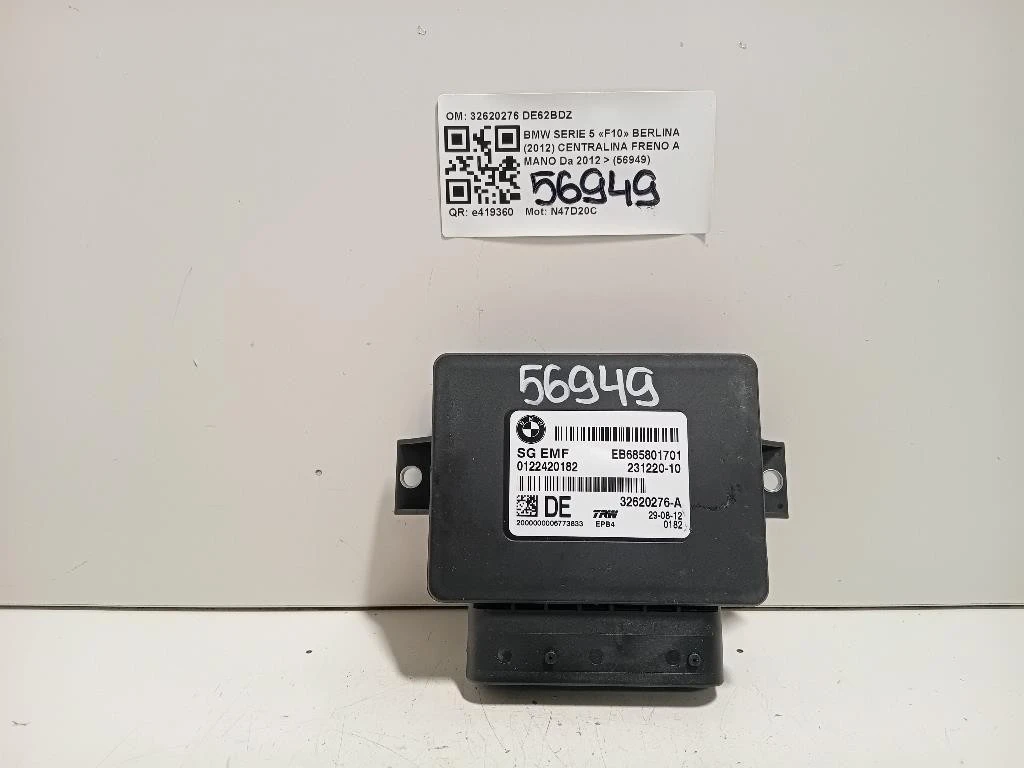 OM: 32620276 DE62BDZ
BMW SERIE 5 «F10» BERLINA
(2012) CENTRALINA FRENO A
MANO Da 2012 > (56949)
56949
QR: e419360 Mot: N47D20C
56949
SG EMF EB685801701
0122420182 231220-10
32620276-A
DE TRW 29-08-12
2000000006773833 EPB4 0182